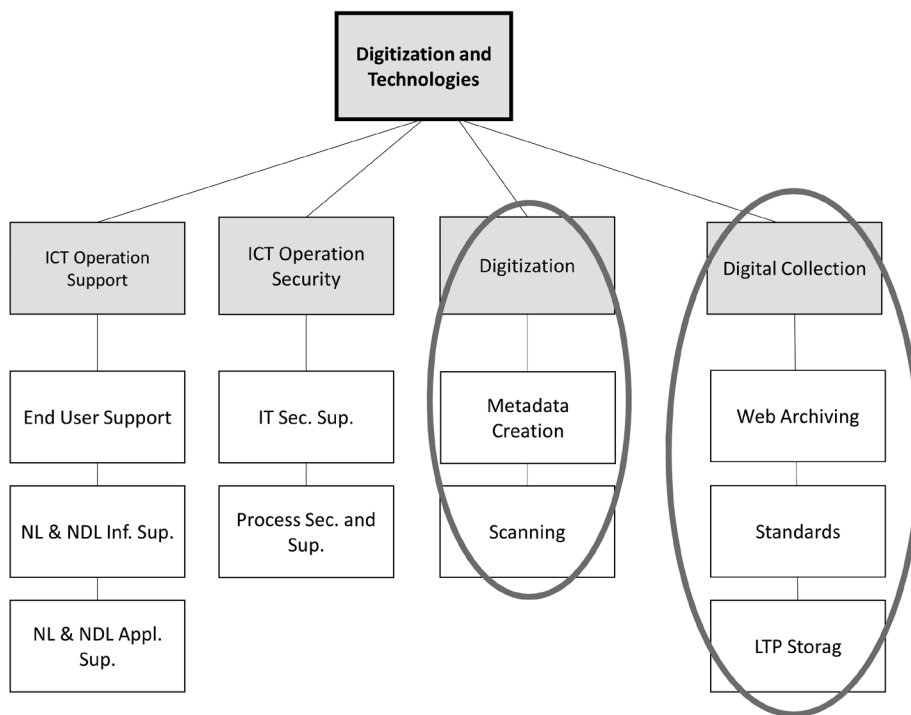 Digitization and
Technologies
ICT Operation
Support
ICT Operation
Security
Digitization
Digital Collection
End User Support
IT Sec. Sup.
Metadata
Creation
Web Archiving
NL & NDL Inf. Sup.
Process Sec. and
Sup.
Scanning
Standards
NL & NDL Appl.
Sup.
LTP Storag